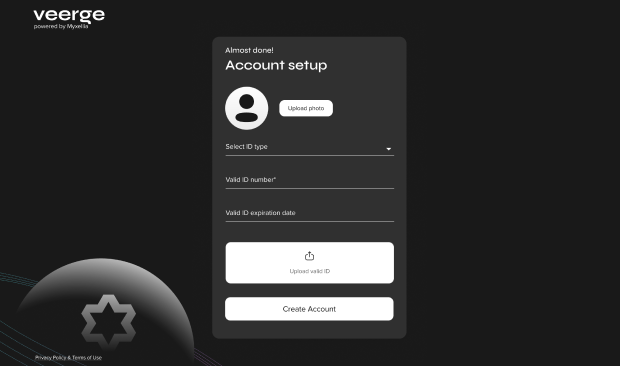 veerge
powered by Myxellia
Almost done!
Account setup
Upload photo
Select ID type
Valid ID number*
Valid ID expiration date
Upload valid ID
Create Account
Privacy Policy & Terms of Use